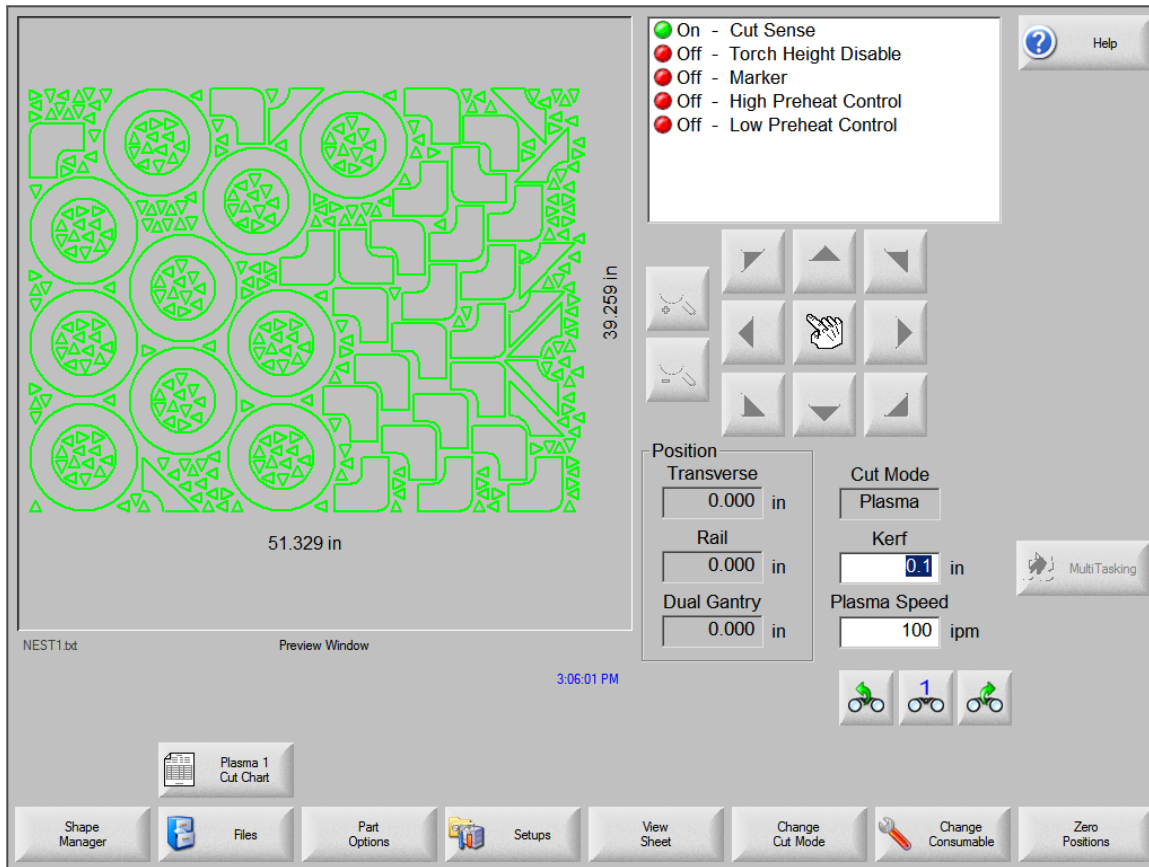 On - Cut Sense
Off - Torch Height Disable
Off - Marker
Off - High Preheat Control
Off - Low Preheat Control
Help
39.259 in
51.329 in
Position
Transverse
0.000 in
Rail
0.000 in
Dual Gantry
0.000 in
Cut Mode
Plasma
Kerf
0.1 in
Plasma Speed
100 ipm
MultiTasking
NEST1.txt
Preview Window
3:06:01 PM
1
Plasma 1
Cut Chart
Shape
Manager
Files
Part
Options
Setups
View
Sheet
Change
Cut Mode
Change
Consumable
Zero
Positions